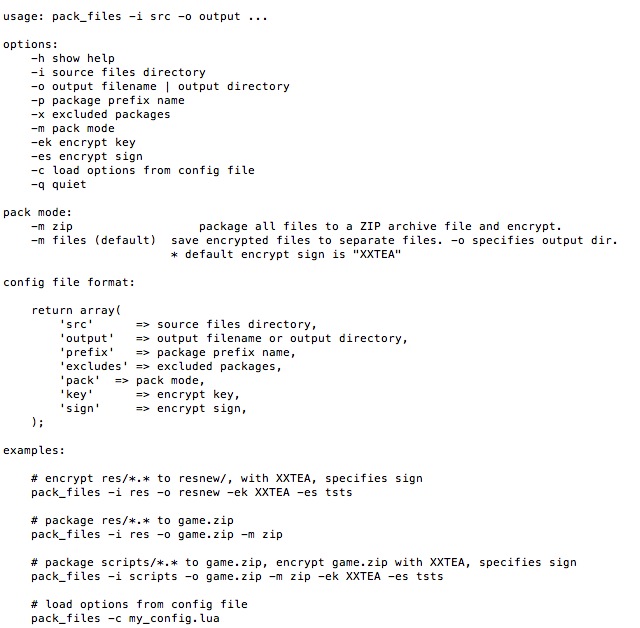 usage: pack_files -i src -o output ...

options:
    -h show help
    -i source files directory
    -o output filename | output directory
    -p package prefix name
    -x excluded packages
    -m pack mode
    -ek encrypt key
    -es encrypt sign
    -c load options from config file
    -q quiet

pack mode:
    -m zip                  package all files to a ZIP archive file and encrypt.
    -m files (default)  save encrypted files to separate files. -o specifies output dir.
                        * default encrypt sign is "XXTEA"

config file format:

    return array(
        'src'      => source files directory,
        'output'   => output filename or output directory,
        'prefix'   => package prefix name,
        'excludes' => excluded packages,
        'pack'  => pack mode,
        'key'      => encrypt key,
        'sign'     => encrypt sign,
    );

examples:

    # encrypt res/*.* to resnew/, with XXTEA, specifies sign
    pack_files -i res -o resnew -ek XXTEA -es tsts

    # package res/*.* to game.zip
    pack_files -i res -o game.zip -m zip

    # package scripts/*.* to game.zip, encrypt game.zip with XXTEA, specifies sign
    pack_files -i scripts -o game.zip -m zip -ek XXTEA -es tsts

    # load options from config file
    pack_files -c my_config.lua